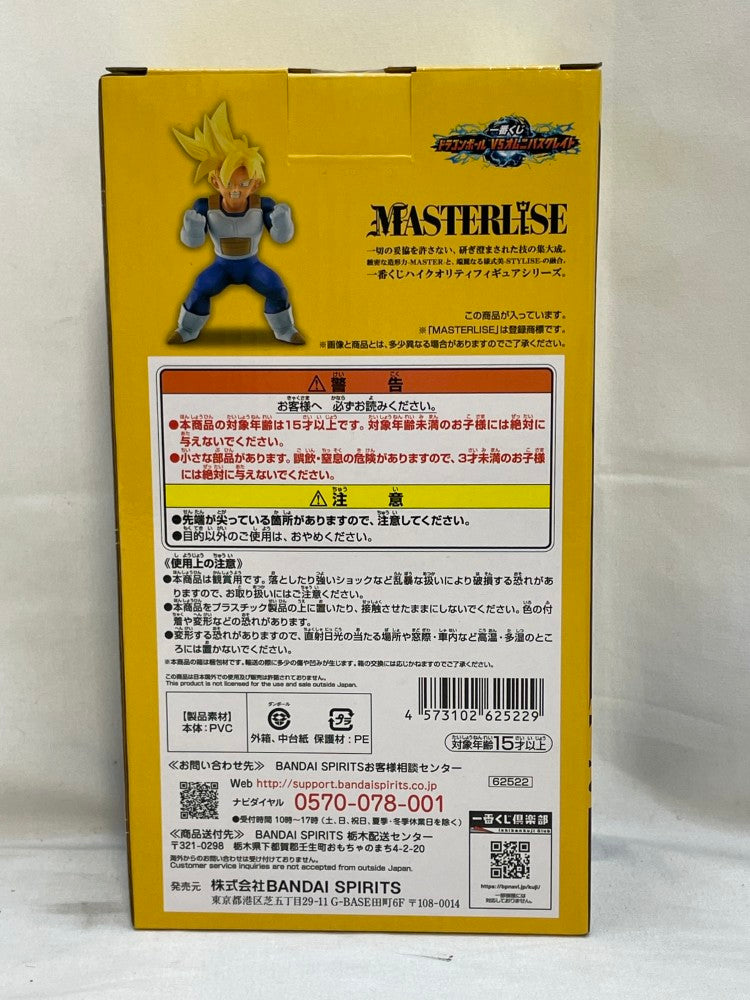 一番くじ
ドラゴンボール VSオムニバスグレイト
MASTERLISE
一切の妥協を許さない、研ぎ澄まされた技の集大成。
緻密な造形力-MASTER-と、端麗なる様式美-STYLISE-の融合。
一番くじハイクオリティフィギュアシリーズ。
この商品が入っています。
※「MASTERLISE」は登録商標です。
※画像と商品とは、多少異なる場合がありますのでご了承ください。
⚠警告
お客様へ 必ずお読みください。
●本商品の対象年齢は15才以上です。対象年齢未満のお子様には絶対に
与えないでください。
●小さな部品があります。誤飲・窒息の危険がありますので、3才未満のお子様
には絶対に与えないでください。
⚠注意
●先端が尖っている箇所がありますので、注意してください。
●目的以外のご使用は、おやめください。
《使用上の注意》
●本商品は観賞用です。落としたり強いショックなど乱暴な扱いにより破損する恐れがあ
りますので、お取り扱いにはご注意ください。
●本商品をプラスチック製品の上に置いたり、接触させたままにしないでください。色の付
着や変形などの恐れがあります。
●変形する恐れがありますので、直射日光の当たる場所や窓際・車内など高温・多湿のとこ
ろには置かないでください。
※本商品の箱は梱包材です。輸送の際に多少の傷や凹みが生じます。箱の交換には応じかねますのでご了承ください。
この商品は日本国外での使用及び販売は許諾されておりません。
This product is not licensed for the use and sale outside Japan.
【製品素材】
本体:PVC
ダンボール
外箱、中台紙
プラ
保護材:PE
4 573102 625229
対象年齢15才以上
《お問い合わせ先》 BANDAI SPIRITSお客様相談センター
Web http://support.bandaispirits.co.jp
62522
ナビダイヤル 0570-078-001
●受付時間 10時~17時(土、日、祝日、夏季・冬季休業日を除く)
《商品送付先》 BANDAI SPIRITS 栃木配送センター
〒321-0298 栃木県下都賀郡壬生町おもちゃのまち4-2-20
海外からのお問い合わせは受け付けておりません。
Customer service inquiries are not accepted from outside Japan.
発売元 株式会社BANDAI SPIRITS
東京都港区芝五丁目29-11 G-BASE田町6F 〒108-0014
一番くじ倶楽部
Ichibankuji Club
https://bpnavi.jp/kuji/
一部機種には
対応しておりません。